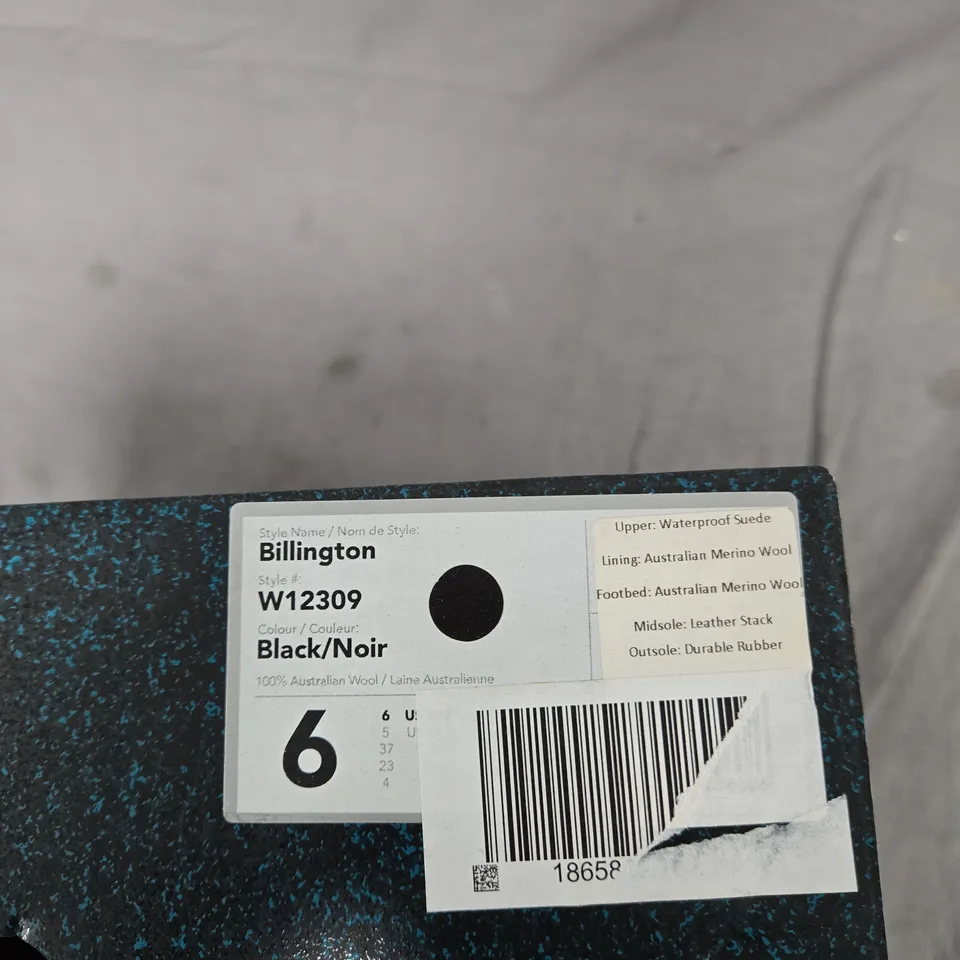 Style Name / Nom de Style:
Billington
Style #:
W12309
Colour / Couleur:
Black/Noir
100% Australian Wool / Laine Australienne
6
6
5
37
23
4
Upper: Waterproof Suede
Lining: Australian Merino Wool
Footbed: Australian Merino Wool
Midsole: Leather Stack
Outsole: Durable Rubber
18658